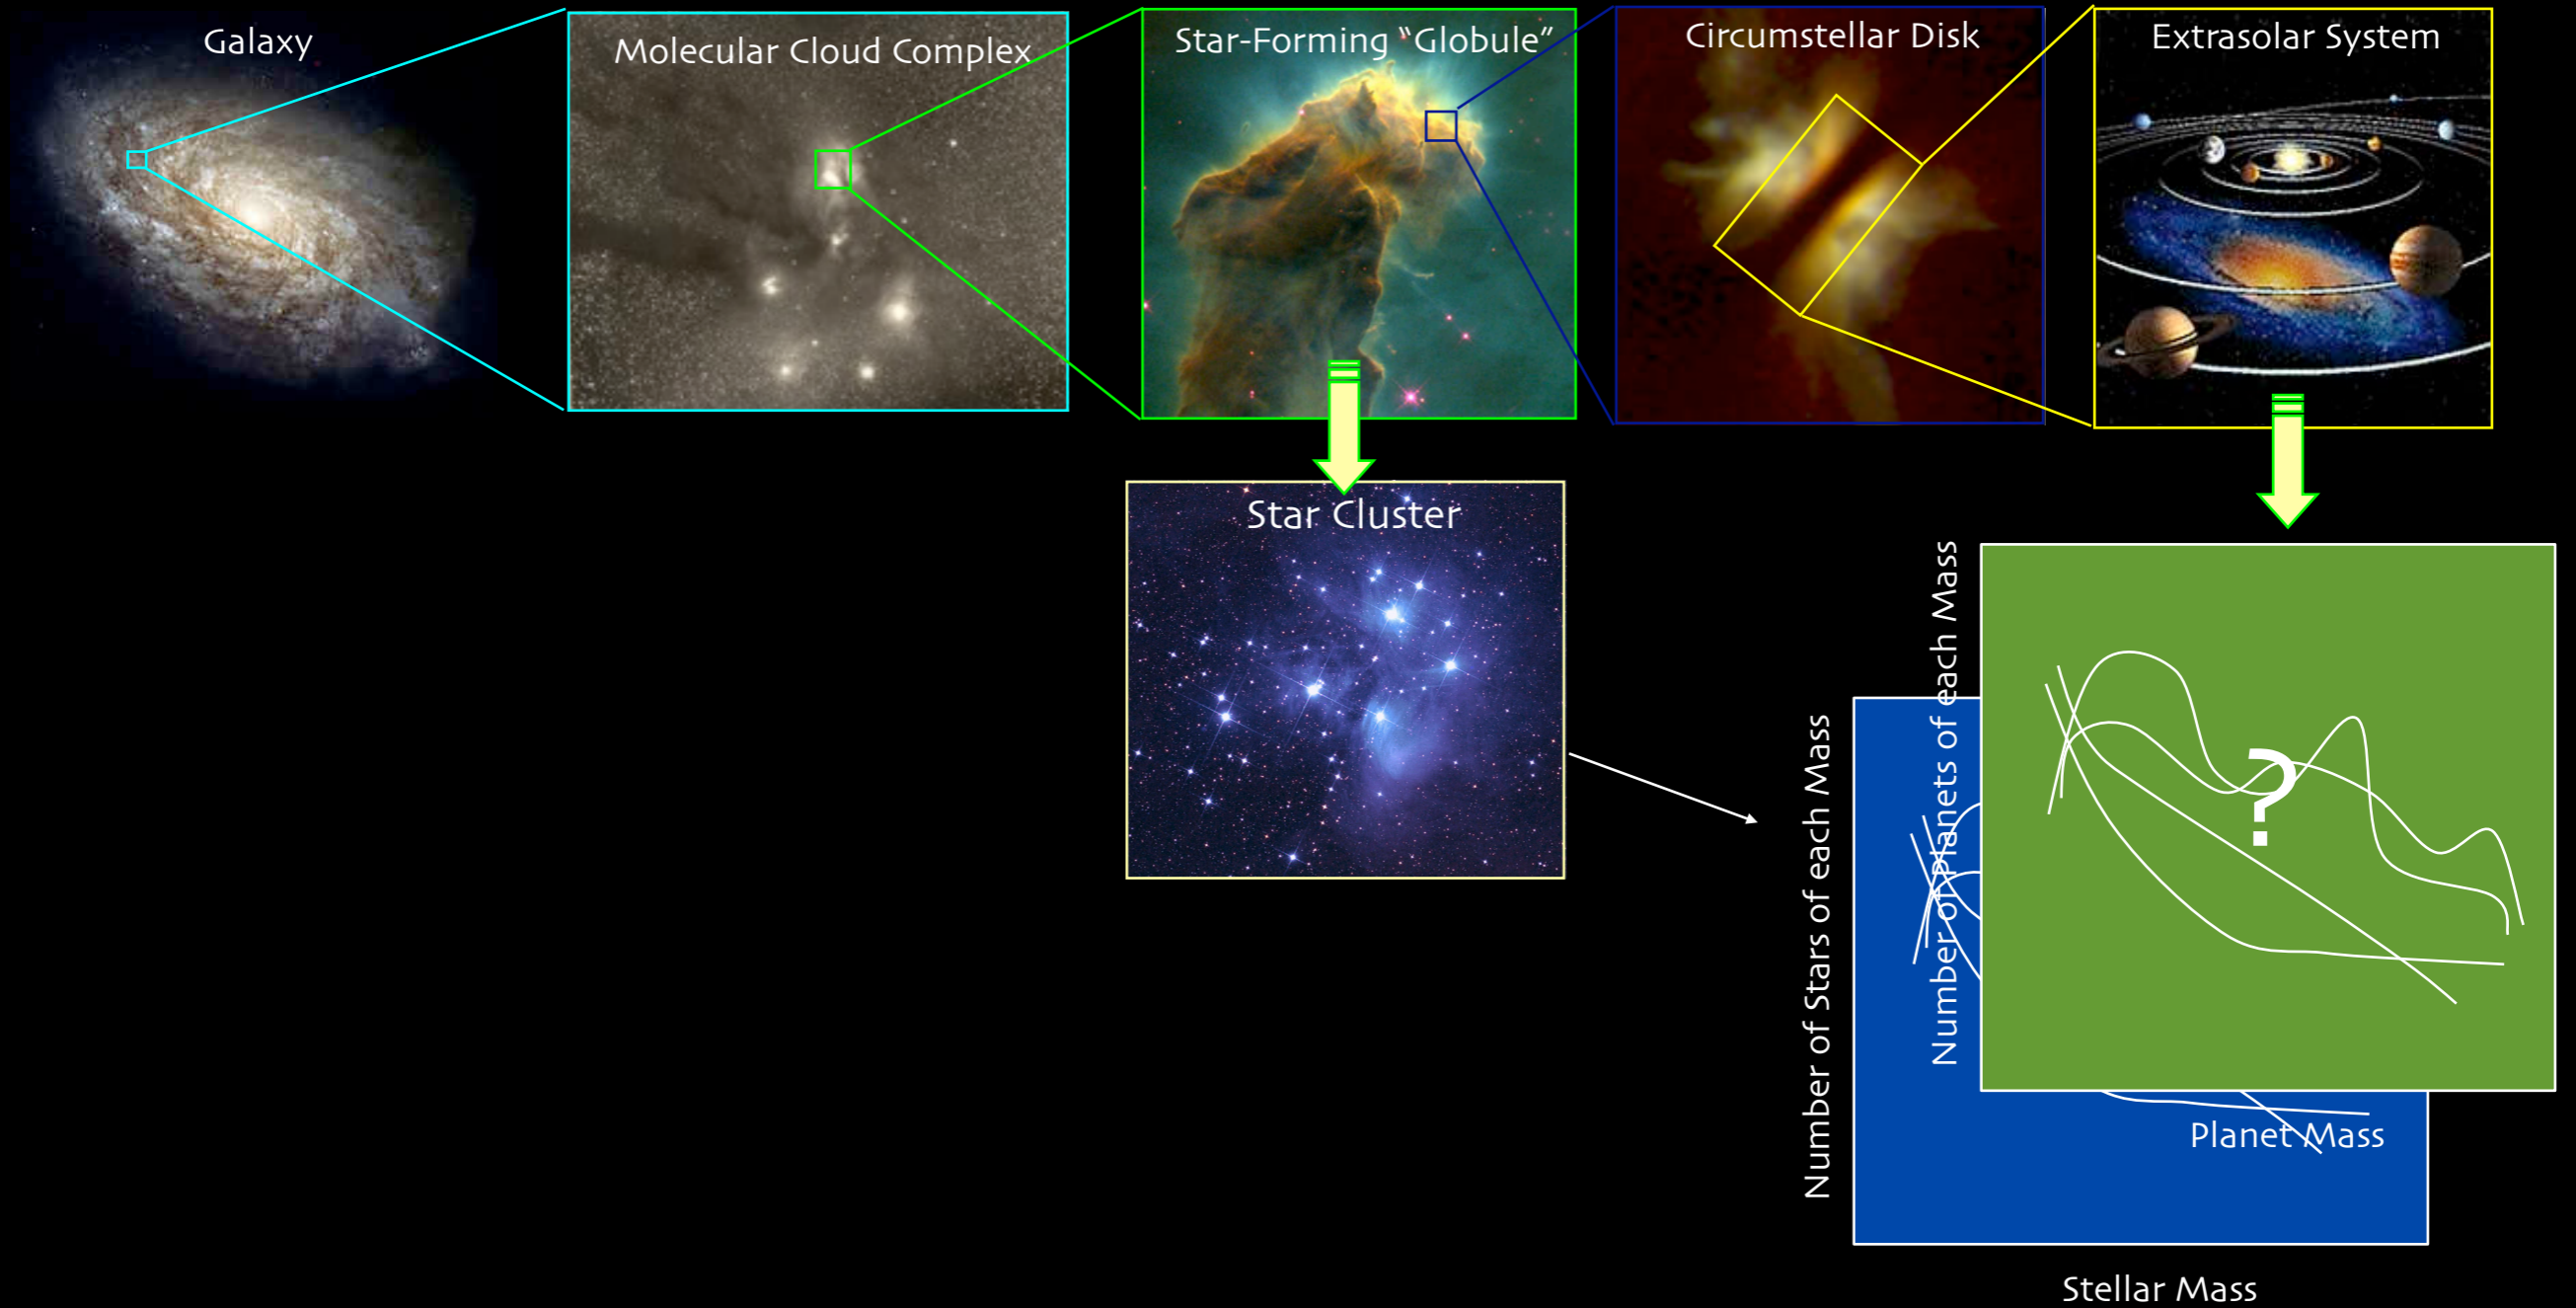 Galaxy
Molecular Cloud Complex
Star-Forming “Globule”
Circumstellar Disk
Extrasolar System
Star Cluster
Number of Stars of each Mass
Number of Planets of each Mass
?
Planet Mass
Stellar Mass